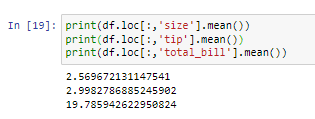 In [19]: print(df.loc[:,'size'].mean())
print(df.loc[:,'tip'].mean())
print(df.loc[:,'total_bill'].mean())
2.569672131147541
2.9982786885245902
19.785942622950824